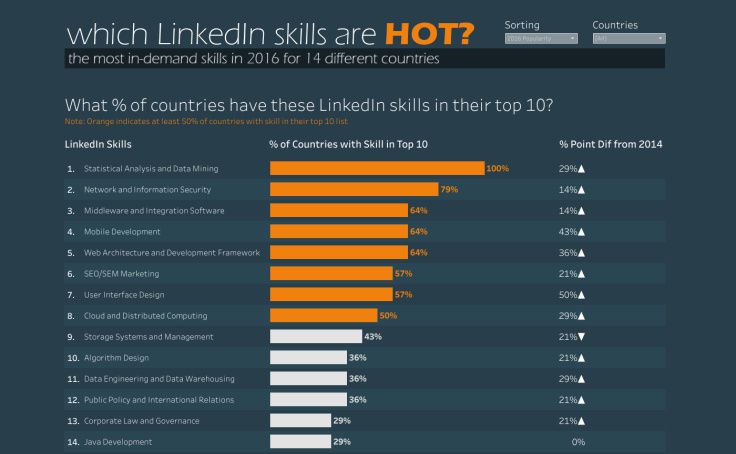 which LinkedIn skills are HOT?
Sorting Countries
2016 Popularity (All)
the most in-demand skills in 2016 for 14 different countries
What % of countries have these LinkedIn skills in their top 10?
Note: Orange indicates at least 50% of countries with skill in their top 10 list
LinkedIn Skills % of Countries with Skill in Top 10 % Point Dif from 2014
1. Statistical Analysis and Data Mining 100% 29%▲
2. Network and Information Security 79% 14%▲
3. Middleware and Integration Software 64% 14%▲
4. Mobile Development 64% 43%▲
5. Web Architecture and Development Framework 64% 36%▲
6. SEO/SEM Marketing 57% 21%▲
7. User Interface Design 57% 50%▲
8. Cloud and Distributed Computing 50% 29%▲
9. Storage Systems and Management 43% 21%▼
10. Algorithm Design 36% 21%▲
11. Data Engineering and Data Warehousing 36% 29%▲
12. Public Policy and International Relations 36% 21%▲
13. Corporate Law and Governance 29% 21%▲
14. Java Development 29% 0%